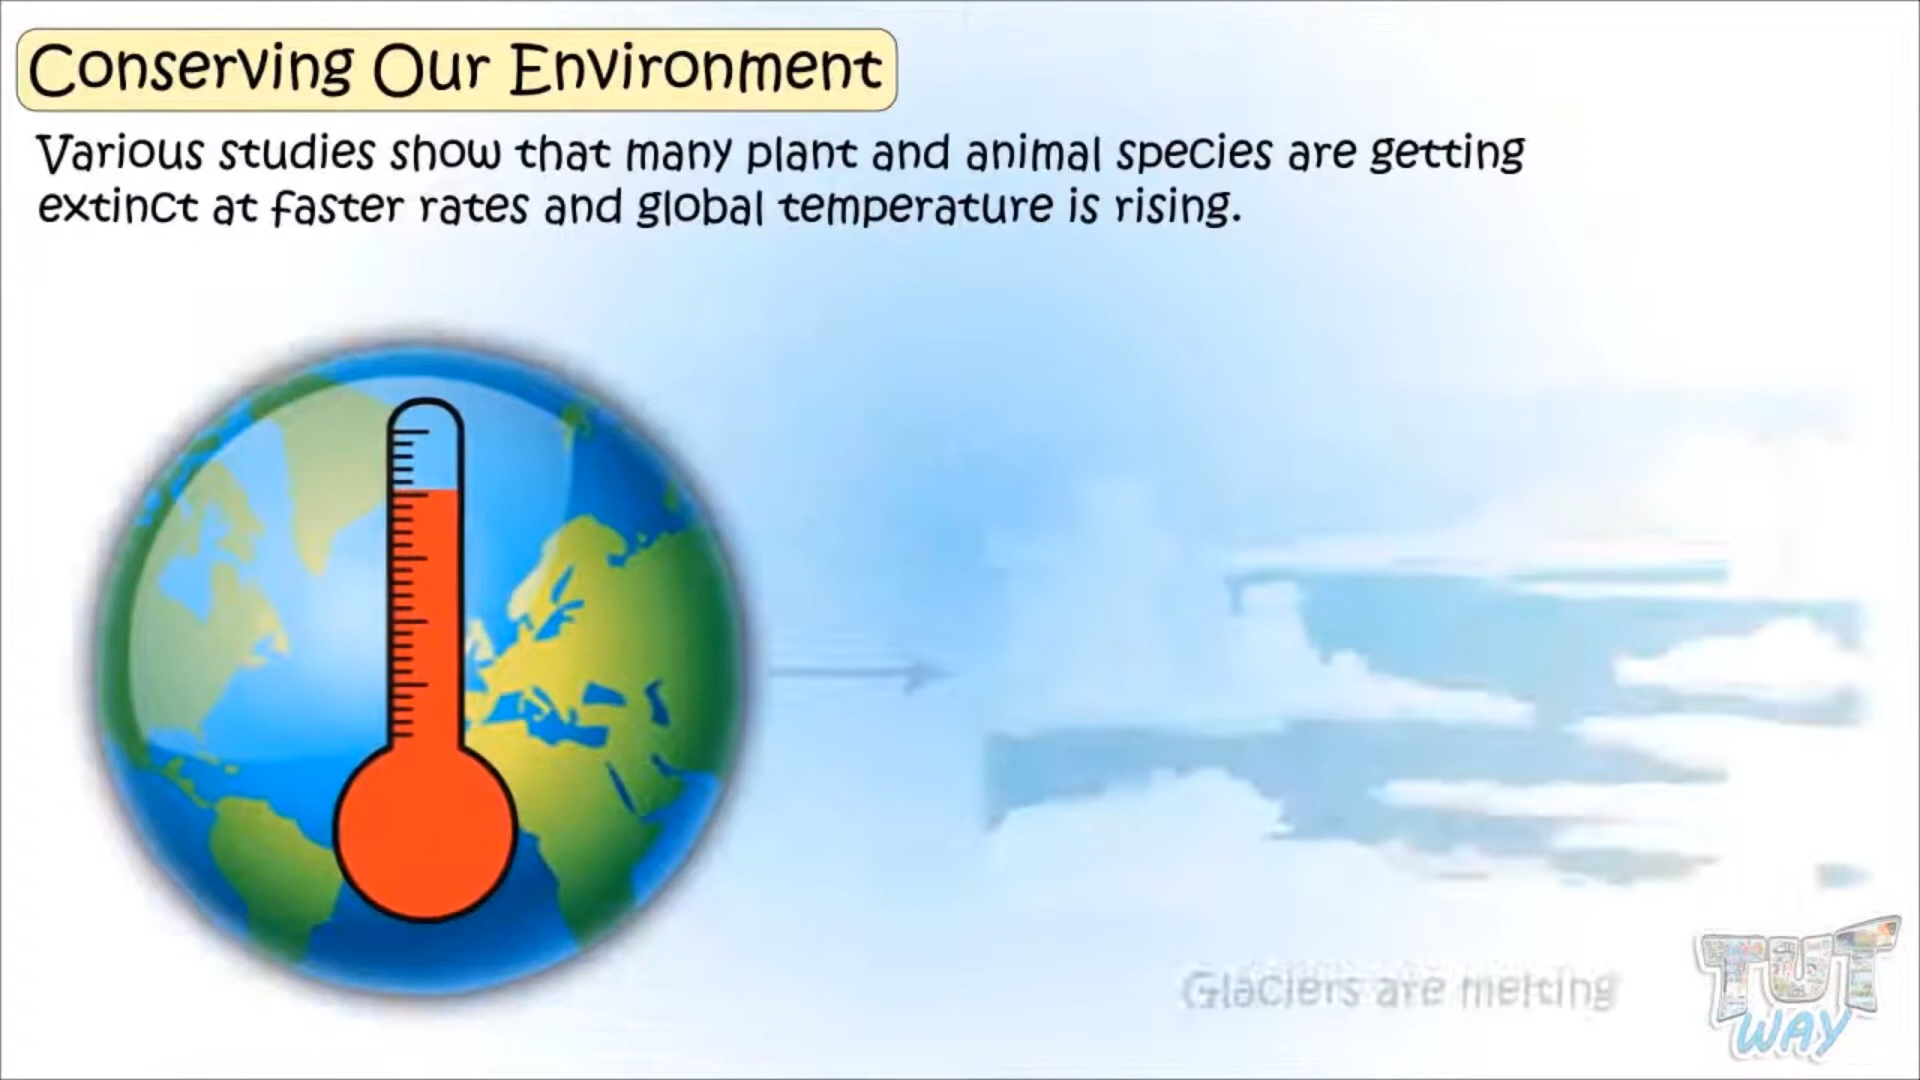 Conserving Our Environment
Various studies show that many plant and animal species are getting
extinct at faster rates and global temperature is rising.
Glaciers are melting
TUT
WAY